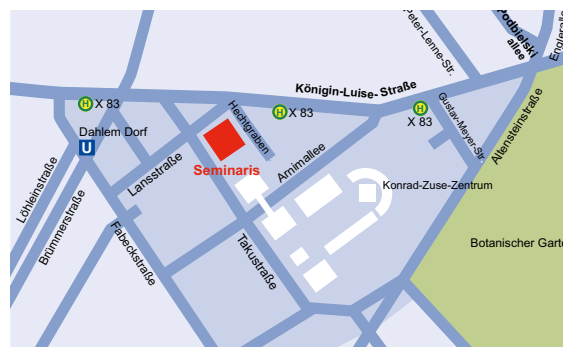 Podbielski
allee
Engleralle
Peter-Lenne-Str.
Königin-Luise-Straße
H X 83
H
X 83
H
X 83
Hechtgraben
Gustav-Meyer-Str.
Altensteinstraße
Dahlem Dorf
U
Lansstraße
Seminaris
Arnimallee
Konrad-Zuse-Zentrum
Löhleinstraße
Brümmerstraße
Fabeckstraße
Takustraße
Botanischer Garte